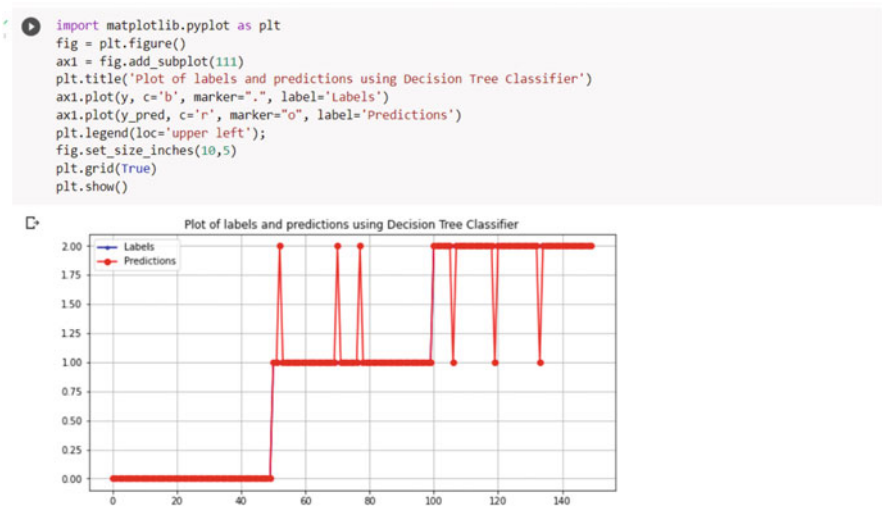 import matplotlib.pyplot as plt
fig = plt.figure()
ax1 = fig.add_subplot(111)
plt.title('Plot of labels and predictions using Decision Tree Classifier')
ax1.plot(y, c='b', marker=".", label='Labels')
ax1.plot(y_pred, c='r', marker="o", label='Predictions')
plt.legend(loc='upper left');
fig.set_size_inches(10,5)
plt.grid(True)
plt.show()
Plot of labels and predictions using Decision Tree Classifier
Labels
Predictions
2.00
1.75
1.50
1.25
1.00
0.75
0.50
0.25
0.00
0 20 40 60 80 100 120 140